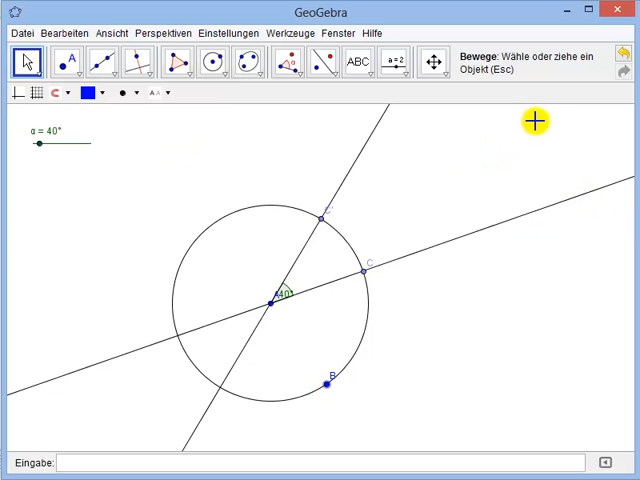 GeoGebra
Datei Bearbeiten Ansicht Perspektiven Einstellungen Werkzeuge Fenster Hilfe
A
ABC
a = 2
Bewege: Wähle oder ziehe ein
Objekt (Esc)
A A
α = 40°
C'
C
A
40°
B
Eingabe: